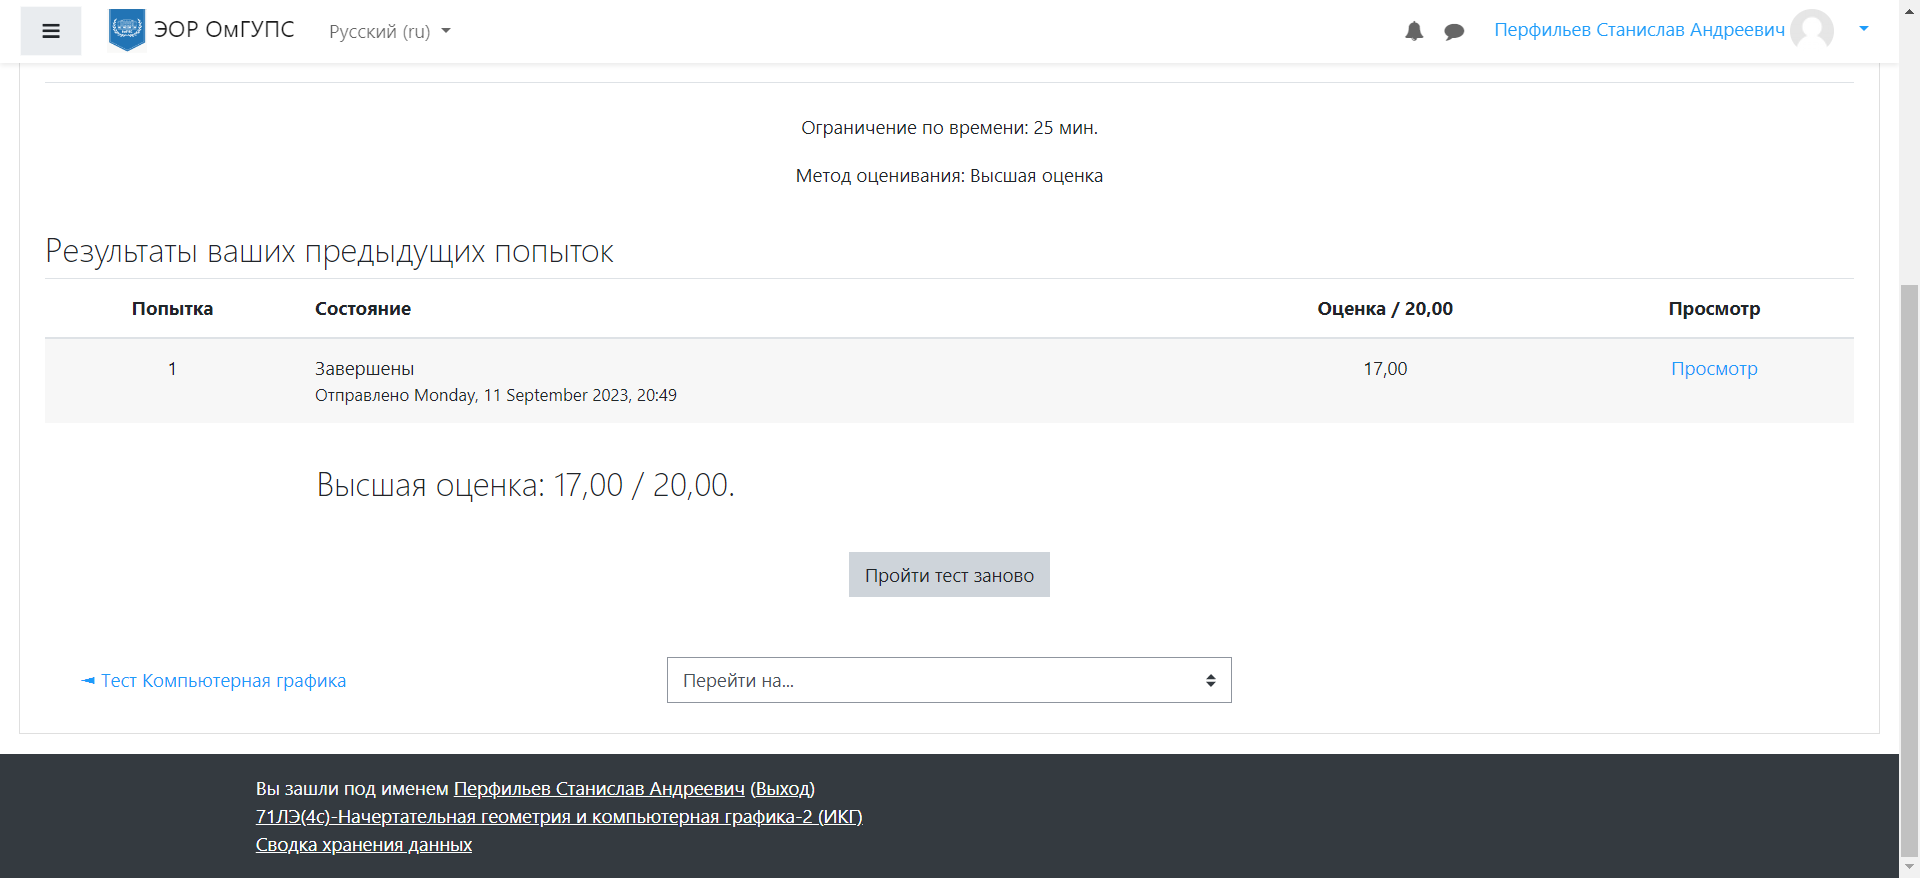 ЭОР ОмГУПС
Русский (ru)
Перфильев Станислав Андреевич
Ограничение по времени: 25 мин.
Метод оценивания: Высшая оценка
Результаты ваших предыдущих попыток
Попытка Состояние Оценка / 20,00 Просмотр
1 Завершены 17,00 Просмотр
Отправлено Monday, 11 September 2023, 20:49
Высшая оценка: 17,00 / 20,00.
Пройти тест заново
◄ Тест Компьютерная графика
Перейти на...
Вы зашли под именем Перфильев Станислав Андреевич (Выход)
71ЛЭ(4с)-Начертательная геометрия и компьютерная графика-2 (ИКГ)
Сводка хранения данных